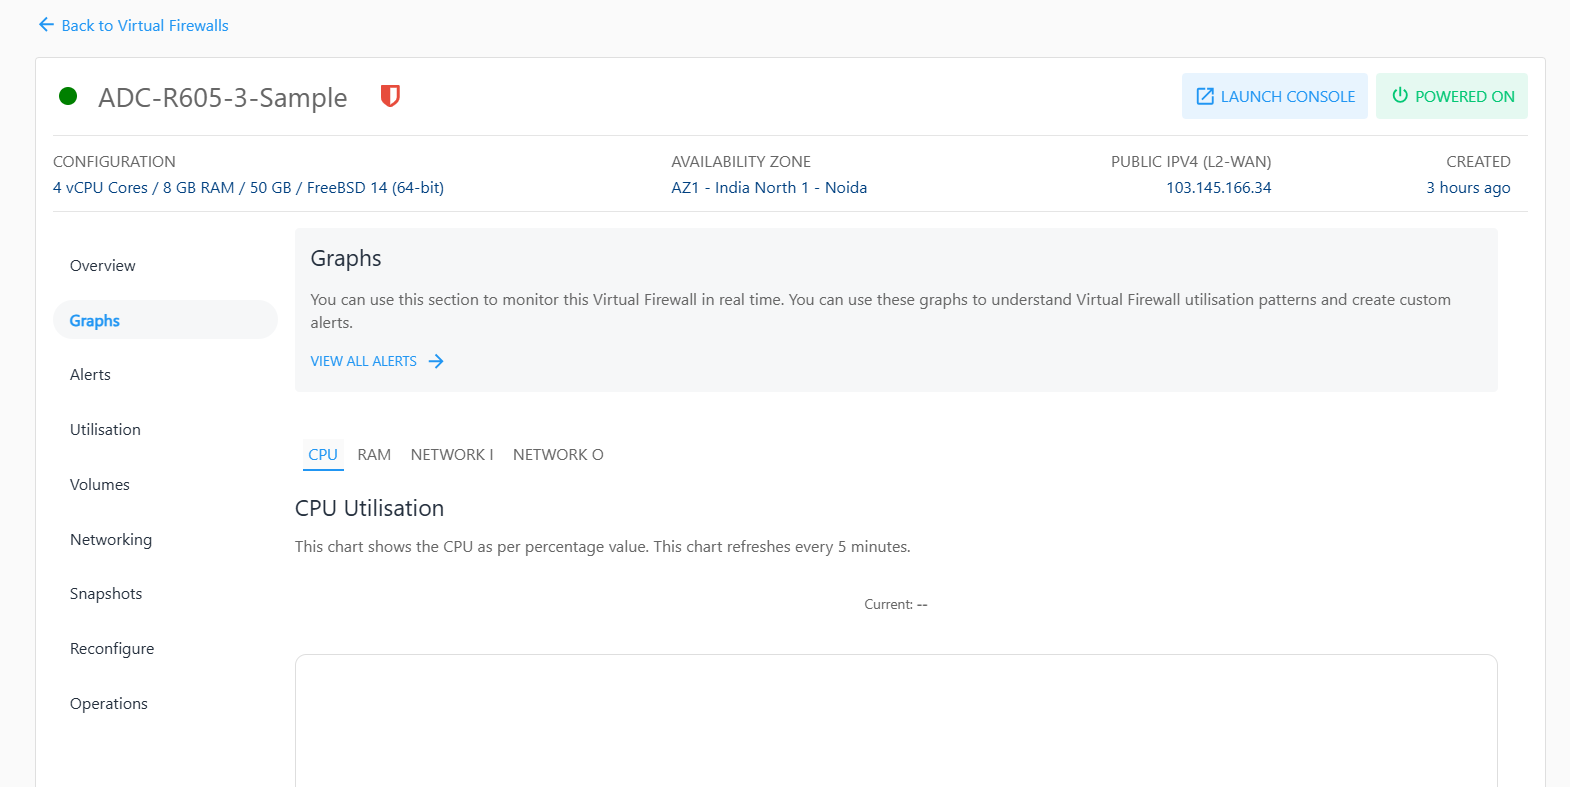 Back to Virtual Firewalls
ADC-R605-3-Sample
LAUNCH CONSOLE
POWERED ON
CONFIGURATION
4 vCPU Cores / 8 GB RAM / 50 GB / FreeBSD 14 (64-bit)
AVAILABILITY ZONE
AZ1 - India North 1 - Noida
PUBLIC IPV4 (L2-WAN)
103.145.166.34
CREATED
3 hours ago
Overview
Graphs
Alerts
Utilisation
Volumes
Networking
Snapshots
Reconfigure
Operations
Graphs
You can use this section to monitor this Virtual Firewall in real time. You can use these graphs to understand Virtual Firewall utilisation patterns and create custom
alerts.
VIEW ALL ALERTS
CPU RAM NETWORK I NETWORK O
CPU Utilisation
This chart shows the CPU as per percentage value. This chart refreshes every 5 minutes.
Current: --